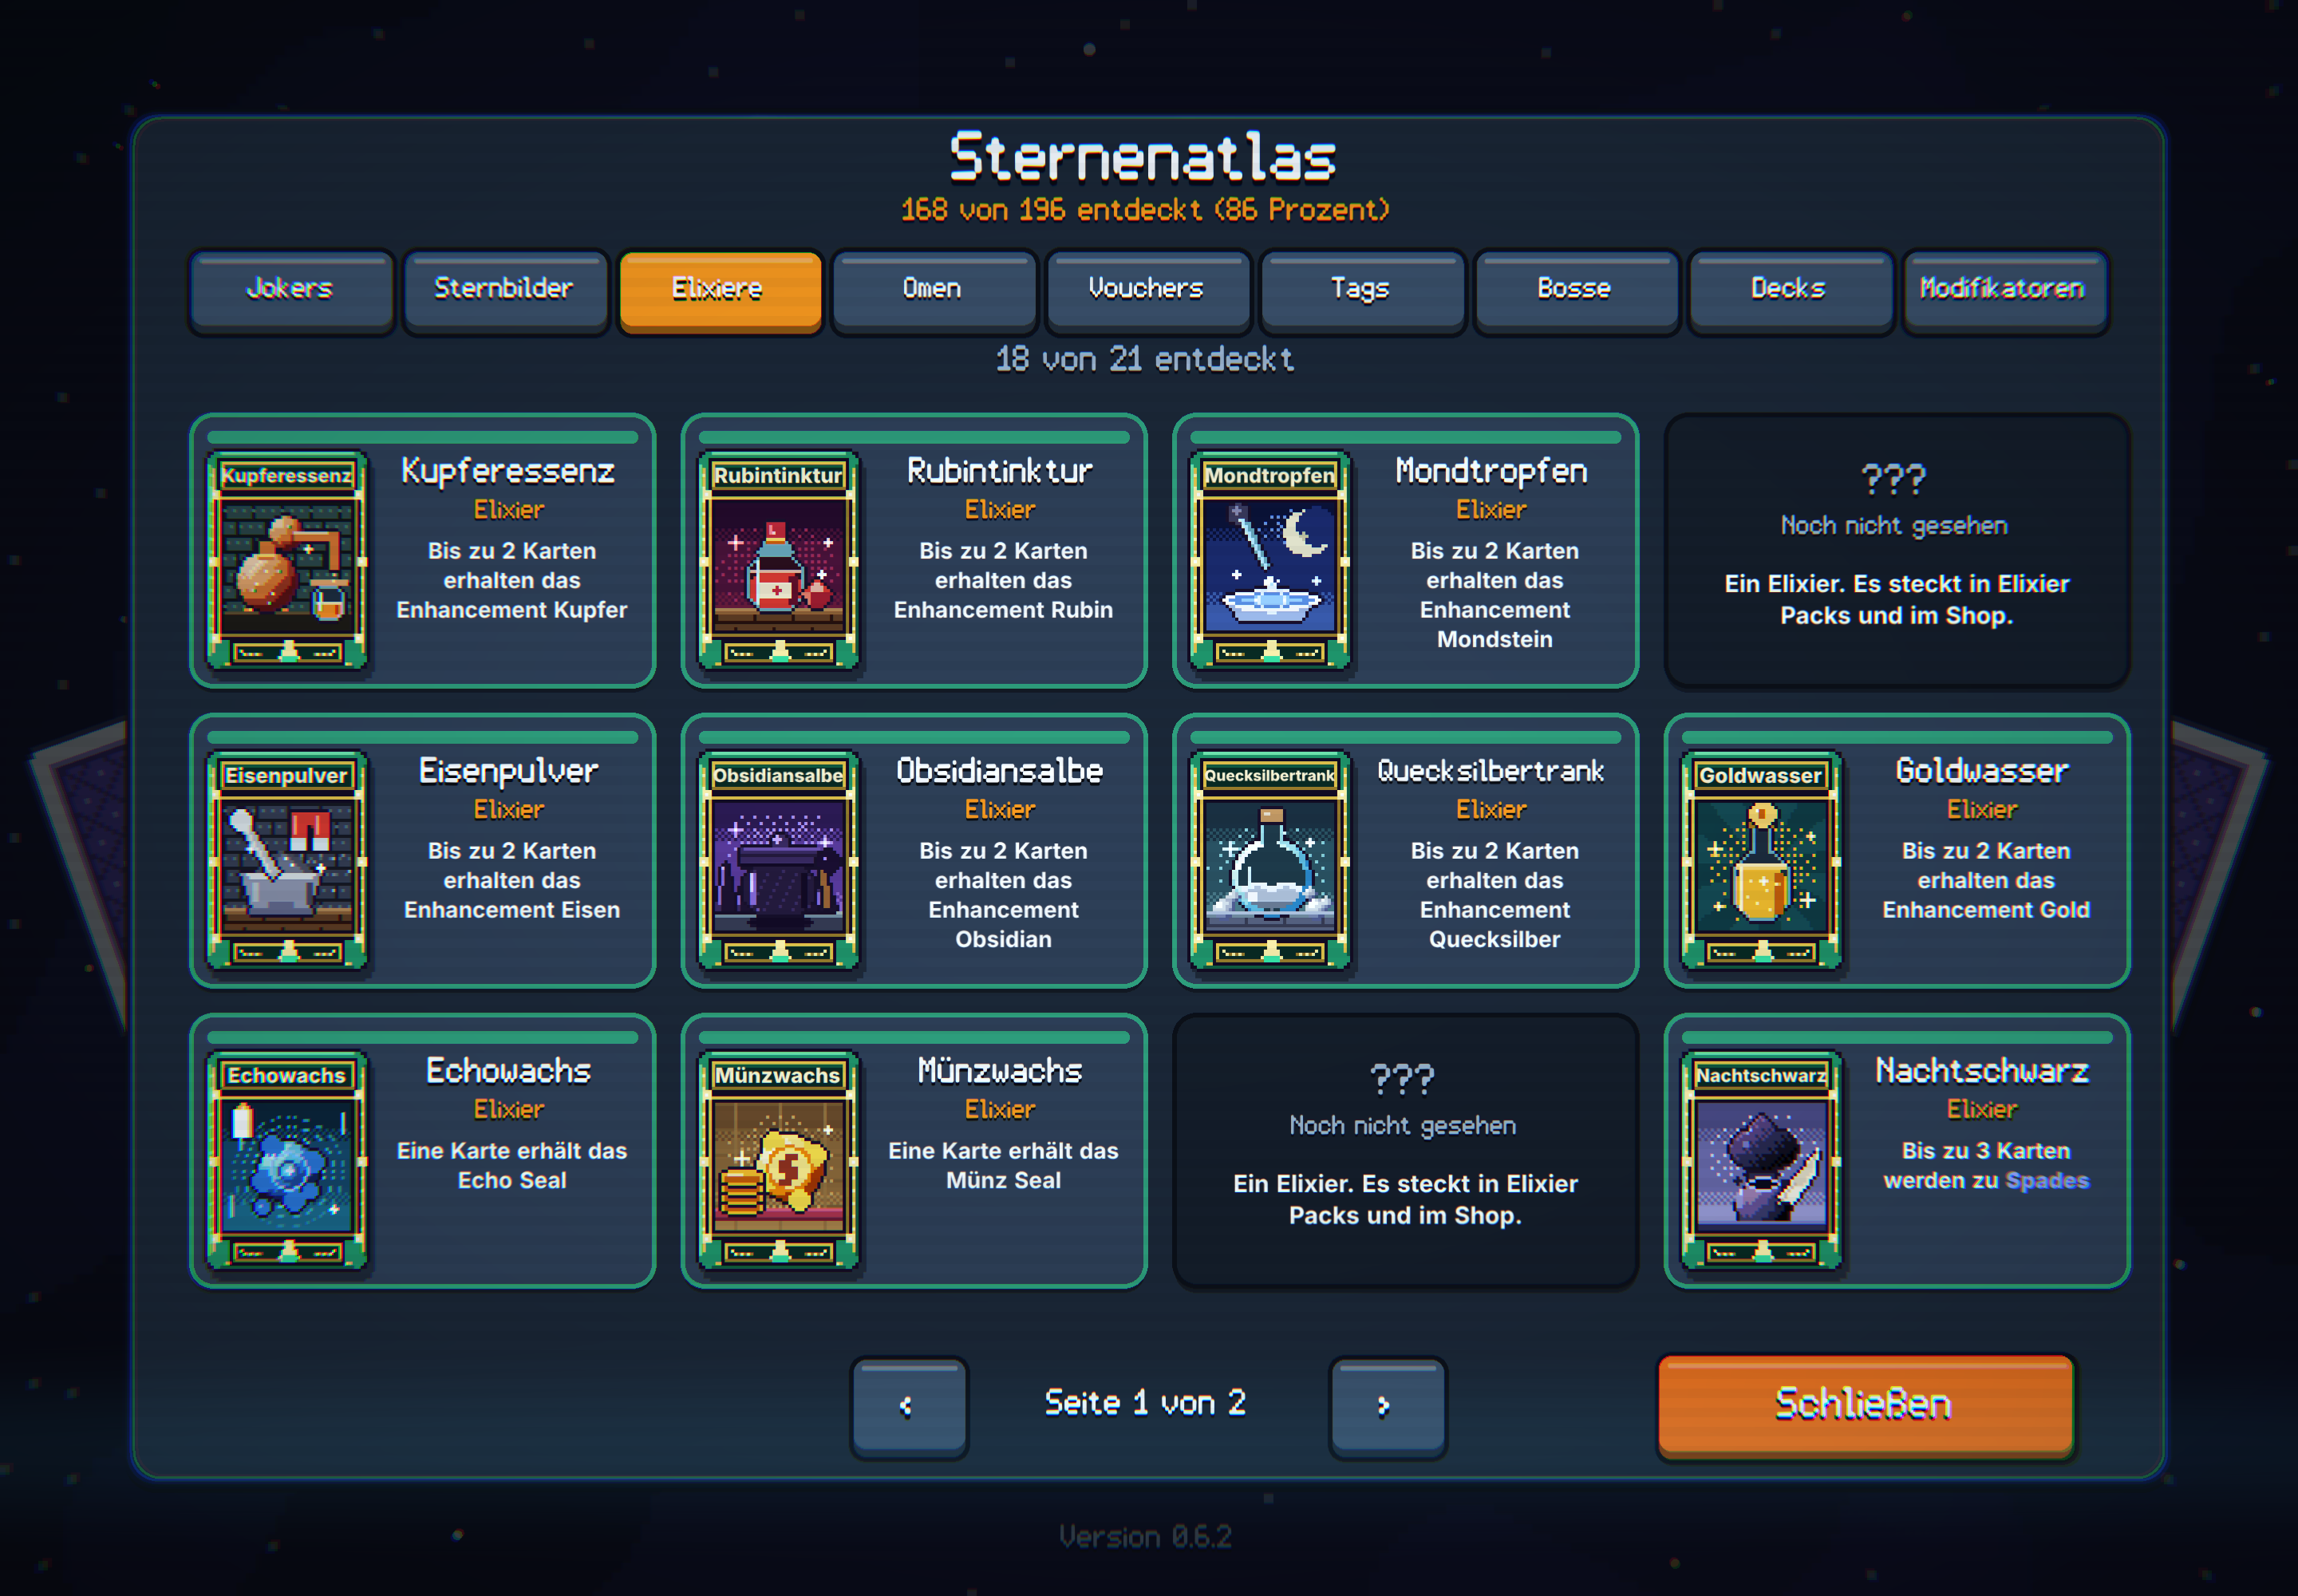 Sternenatlas
168 von 196 entdeckt (86 Prozent)
Jokers
Sternbilder
Elixiere
Omen
Vouchers
Tags
Bosse
Decks
Modifikatoren
18 von 21 entdeckt
Kupferessenz
Kupferessenz
Elixier
Bis zu 2 Karten
erhalten das
Enhancement Kupfer
Rubintinktur
Rubintinktur
Elixier
Bis zu 2 Karten
erhalten das
Enhancement Rubin
Mondtropfen
Mondtropfen
Elixier
Bis zu 2 Karten
erhalten das
Enhancement
Mondstein
???
Noch nicht gesehen
Ein Elixier. Es steckt in Elixier
Packs und im Shop.
Eisenpulver
Eisenpulver
Elixier
Bis zu 2 Karten
erhalten das
Enhancement Eisen
Obsidiansalbe
Obsidiansalbe
Elixier
Bis zu 2 Karten
erhalten das
Enhancement
Obsidian
Quecksilbertrank
Quecksilbertrank
Elixier
Bis zu 2 Karten
erhalten das
Enhancement
Quecksilber
Goldwasser
Goldwasser
Elixier
Bis zu 2 Karten
erhalten das
Enhancement Gold
Echowachs
Echowachs
Elixier
Eine Karte erhält das
Echo Seal
Münzwachs
Münzwachs
Elixier
Eine Karte erhält das
Münz Seal
???
Noch nicht gesehen
Ein Elixier. Es steckt in Elixier
Packs und im Shop.
Nachtschwarz
Nachtschwarz
Elixier
Bis zu 3 Karten
werden zu Spades
‹
Seite 1 von 2
›
Schließen
Version 0.6.2